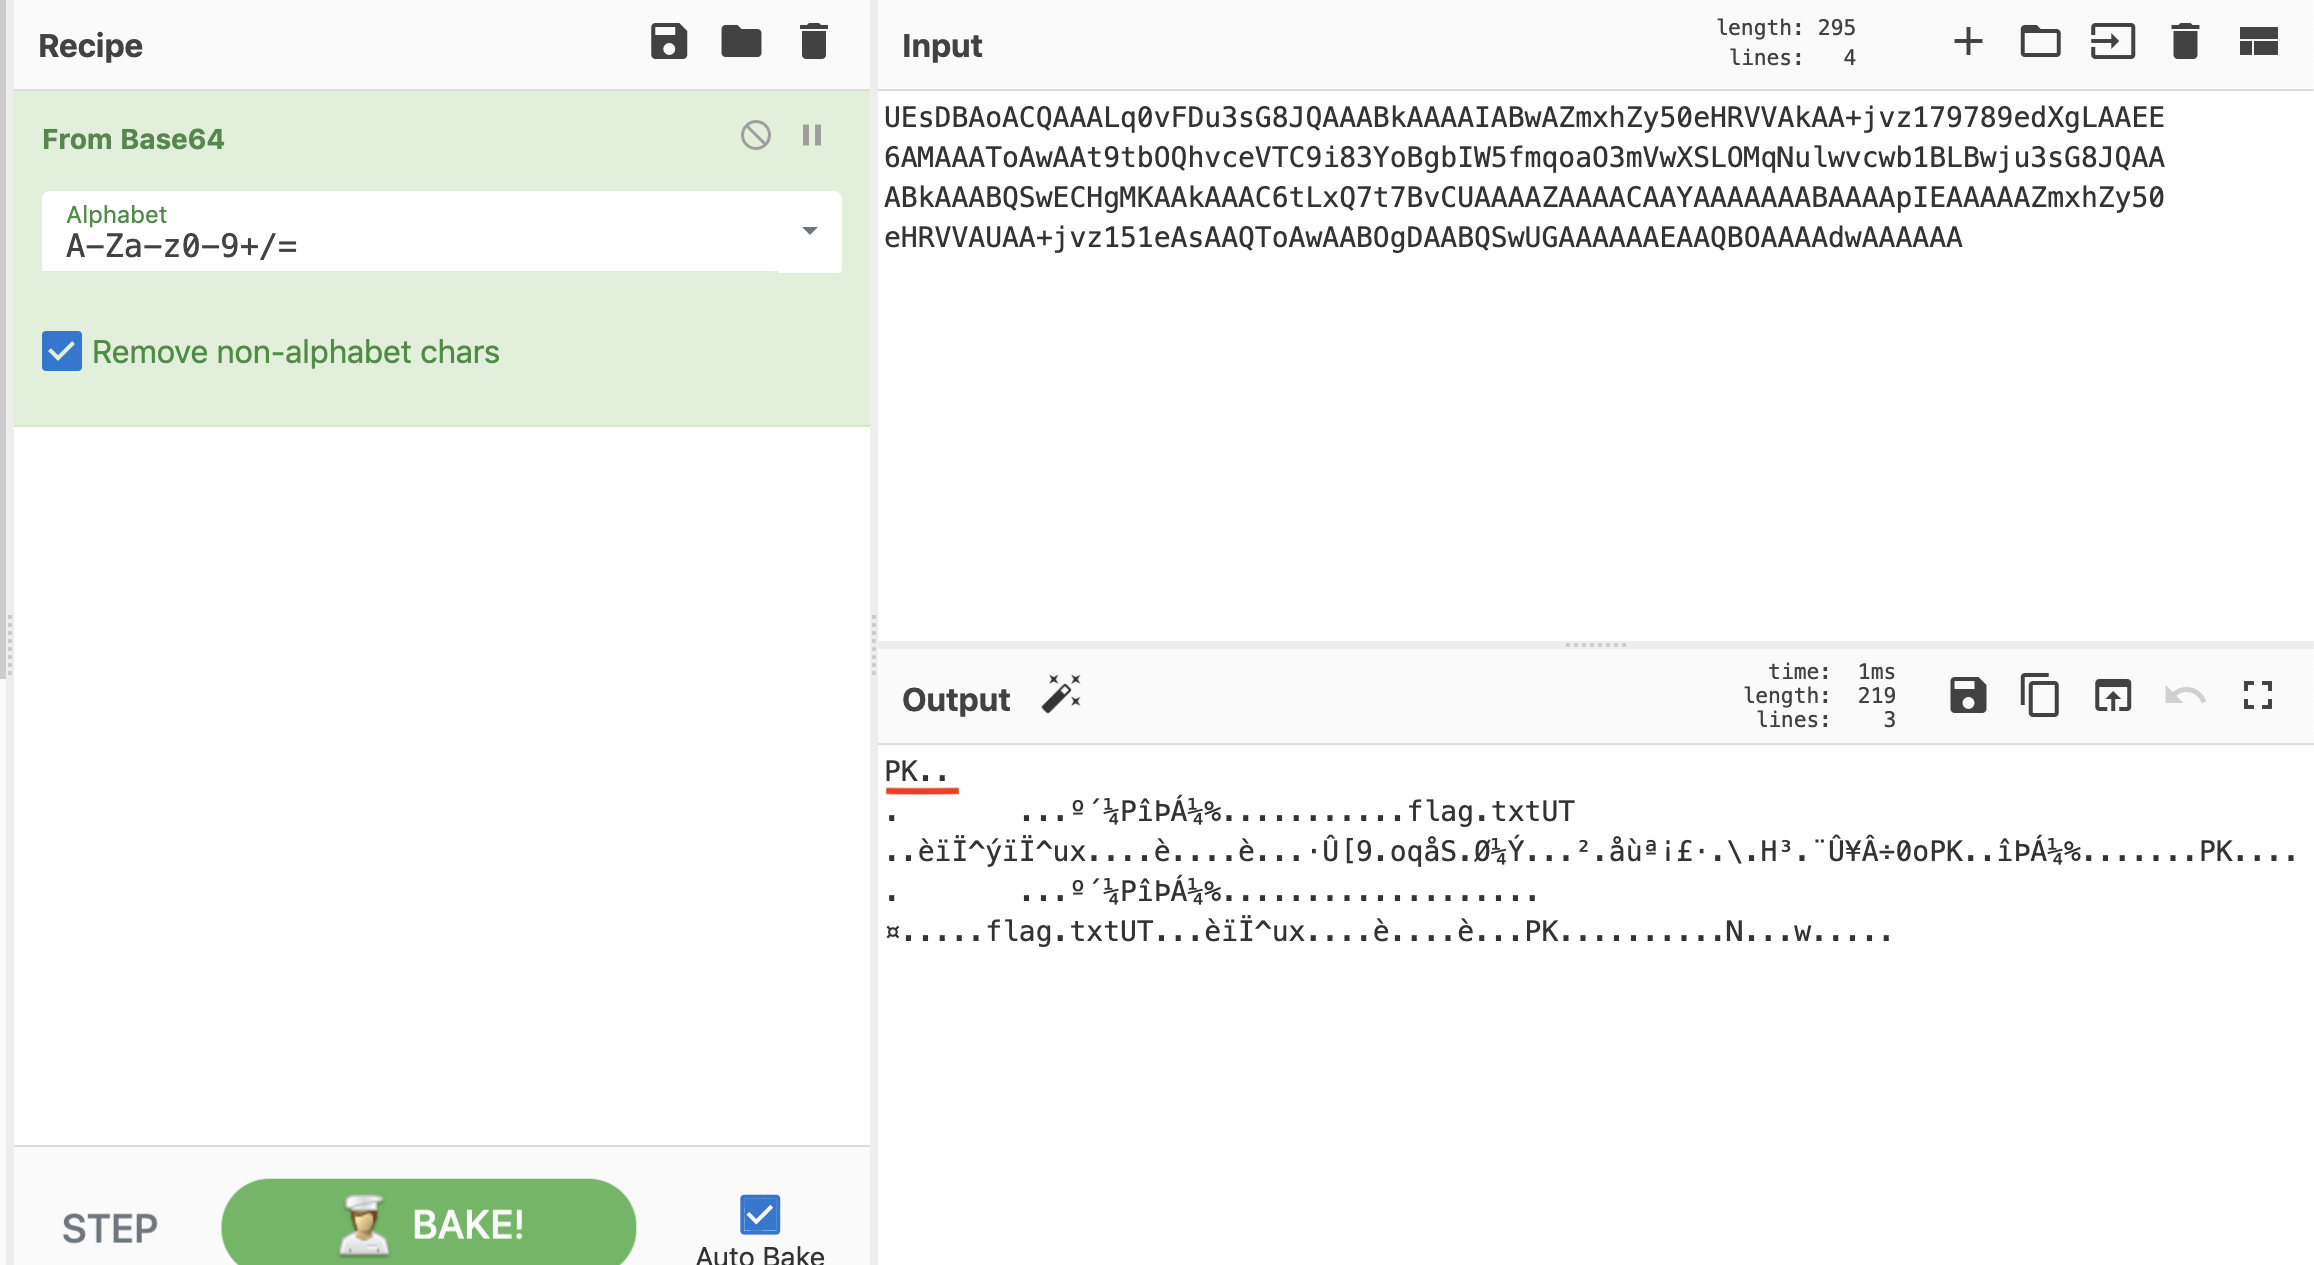 Recipe
From Base64
Alphabet
A-Za-z0-9+/=
Remove non-alphabet chars
STEP
BAKE!
Auto Bake
Input
length: 295
lines: 4
UEsDBAoACQAAALq0vFDu3sG8JQAAABkAAAAIABwAZmxhZy50eHRVVAkAA+jvz179789edXgLAAEE
6AMAAAToAwAAt9tbOQhvceVTC9i83YoBgbIW5fmqoaO3mVwXSLOMqNulwvcwb1BLBwju3sG8JQAA
ABkAAABQSwECHgMKAAkAAAC6tLxQ7t7BvCUAAAAZAAAACAAYAAAAAAABAAAApIEAAAAAZmxhZy50
eHRVVAUAA+jvz151eAsAAQToAwAABOgDAABQSwUGAAAAAAEAAQBOAAAAdwAAAAAA
Output
time: 1ms
length: 219
lines: 3
PK..
. ...º´¼PîÞÁ¼%...........flag.txtUT
..èïÏ^ýïÏ^ux....è....è...·Û[9.oqåS.Ø¼Ý...².åùª¡£·.\.H³.¨Û¥Â÷0oPK..îÞÁ¼%.......PK....
. ...º´¼PîÞÁ¼%...................
¤.....flag.txtUT...èïÏ^ux....è....è...PK..........N...w.....